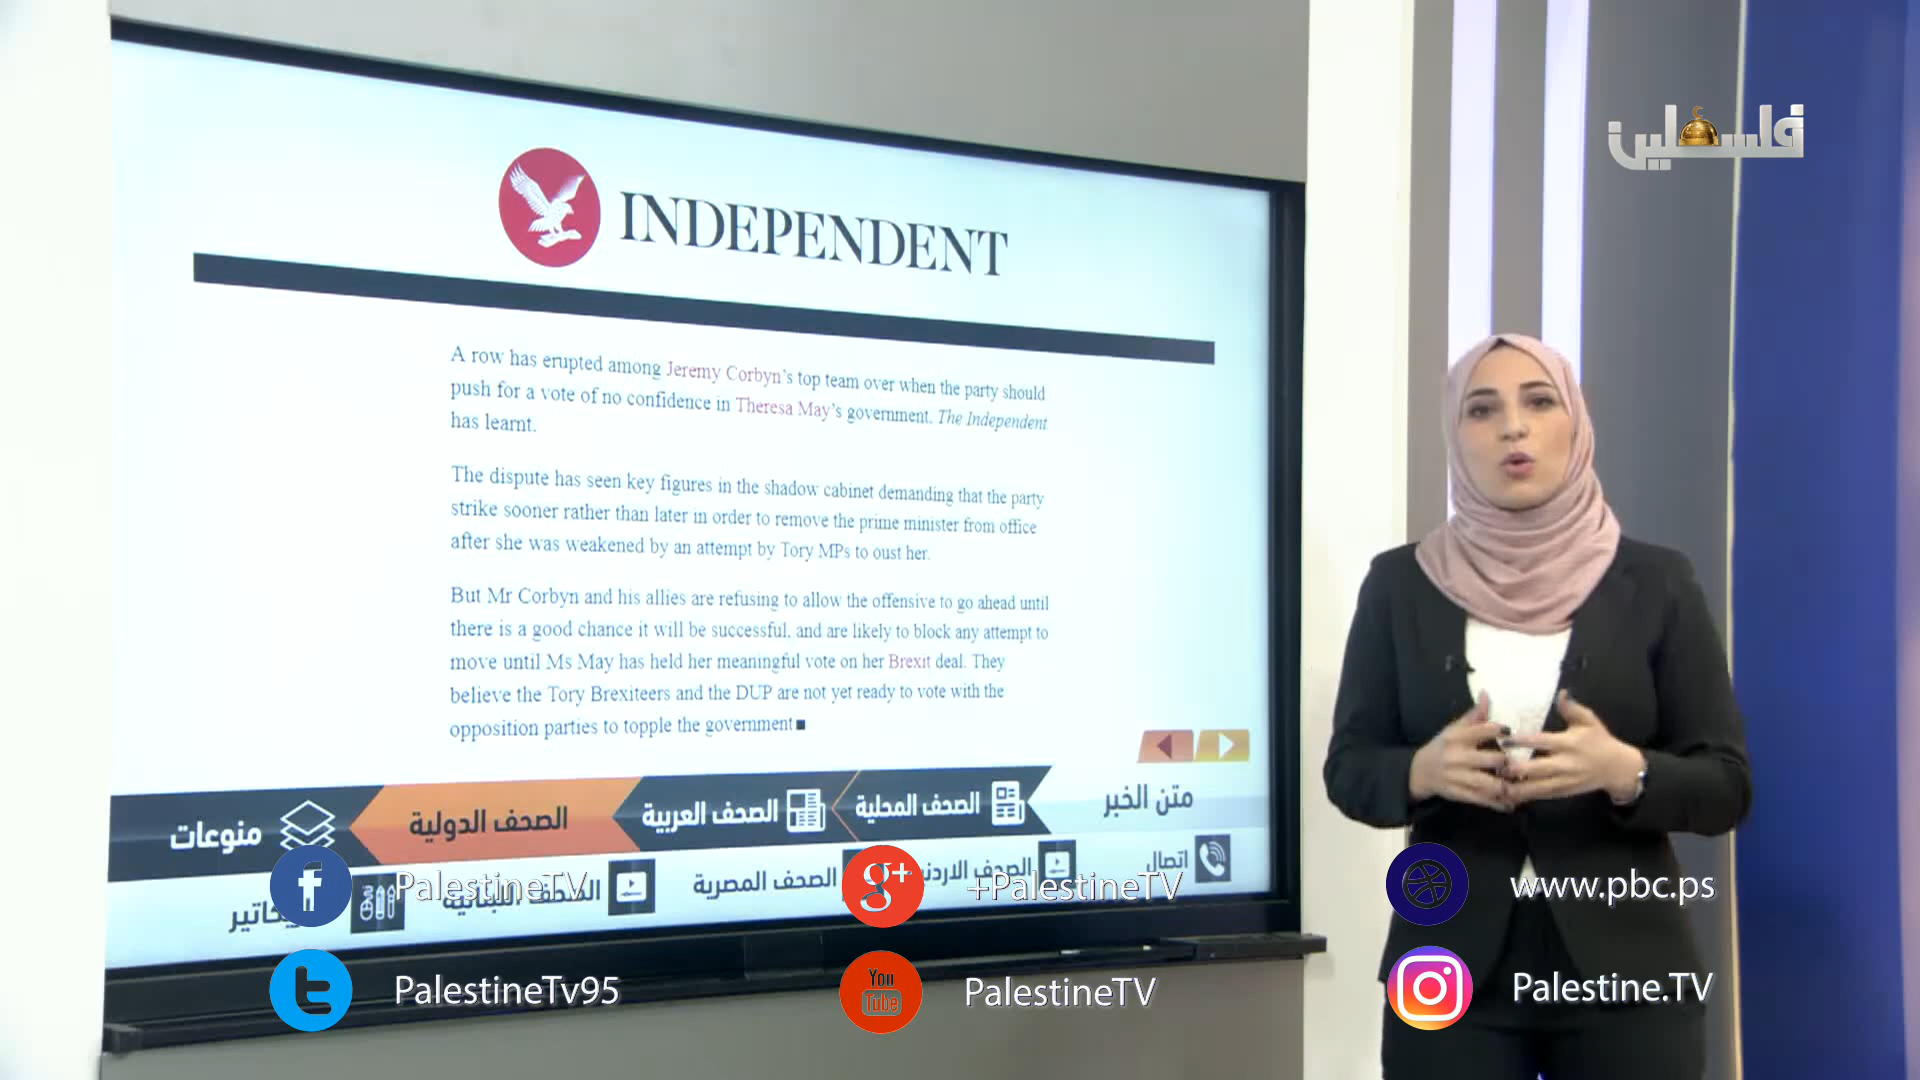 فلسطين
INDEPENDENT
A row has erupted among Jeremy Corbyn's top team over when the party should
push for a vote of no confidence in Theresa May's government, The Independent
has learnt.
The dispute has seen key figures in the shadow cabinet demanding that the party
strike sooner rather than later in order to remove the prime minister from office
after she was weakened by an attempt by Tory MPs to oust her.
But Mr Corbyn and his allies are refusing to allow the offensive to go ahead until
there is a good chance it will be successful, and are likely to block any attempt to
move until Ms May has held her meaningful vote on her Brexit deal. They
believe the Tory Brexiteers and the DUP are not yet ready to vote with the
opposition parties to topple the government
متن الخبر
الصحف المحلية
الصحف العربية
الصحف الدولية
منوعات
اتصال
الصحف
الصحف المصرية
الصحف
PalestineTV
+PalestineTV
www.pbc.ps
PalestineTv95
You
Tube
PalestineTV
Palestine.TV